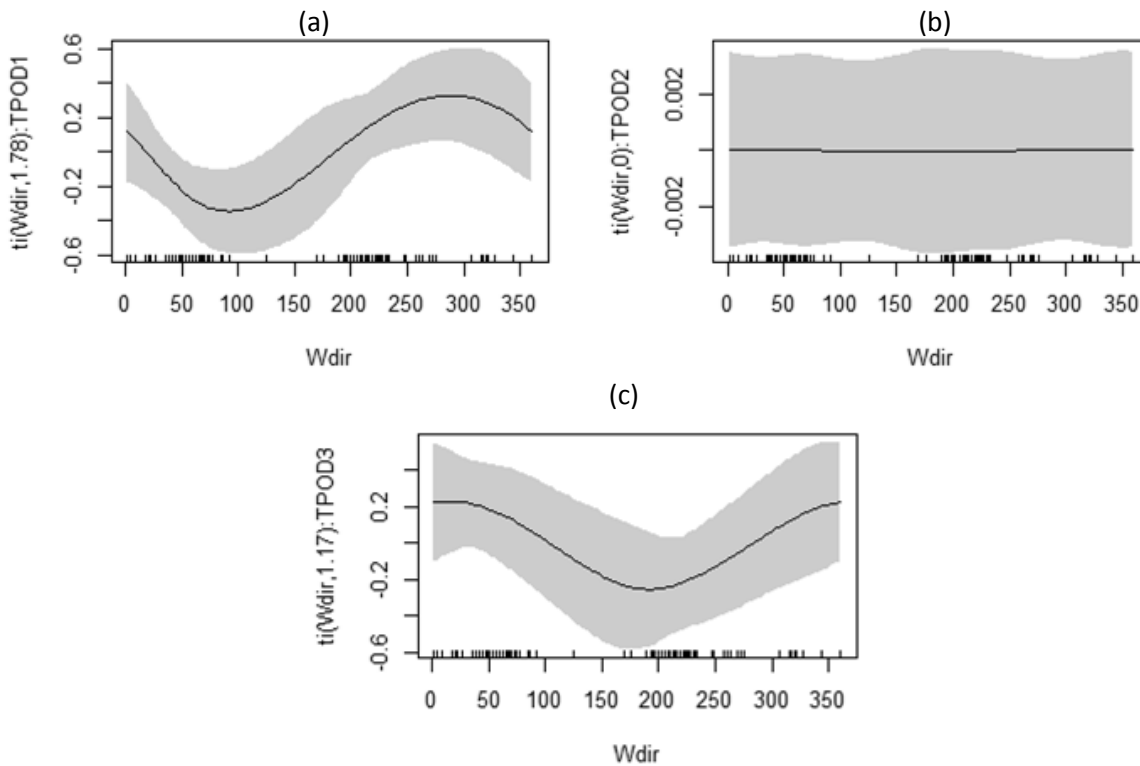 (a)
ti(Wdir,1.78):TPOD1
0.6
0.2
-0.2
-0.6
0 50 100 150 200 250 300 350
Wdir
(b)
ti(Wdir,0):TPOD2
0.002
-0.002
0 50 100 150 200 250 300 350
Wdir
(c)
ti(Wdir,1.17):TPOD3
0.2
-0.2
-0.6
0 50 100 150 200 250 300 350
Wdir